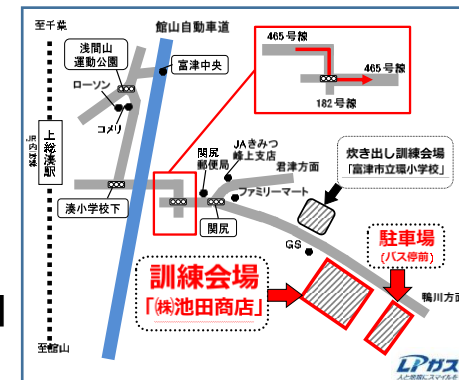 至千葉
館山自動車道
浅間山
運動公園
富津中央
ローソン
コメリ
465号線
465号線
182号線
上総湊駅
JR内房線
湊小学校下
関尻
郵便局
JAきみつ
峰上支店
君津方面
ファミリーマート
関尻
炊き出し訓練会場
「富津市立環小学校」
GS
駐車場
(バス停前)
訓練会場
「㈱池田商店」
鴨川方面
至館山
LPガス
人と地球にスマイルを